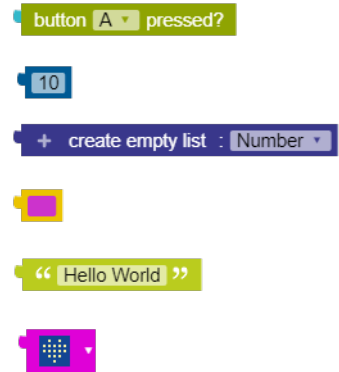 button A pressed?
10
+ create empty list : Number
“ Hello World ”